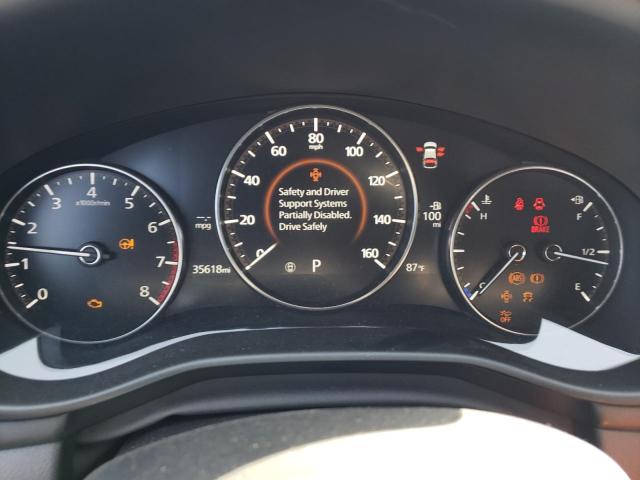 4
3 5
x1000r/min
2 6
1 7
0 8
--.-
mpg
35618mi
80
mph
60 100
40 120
20 140
0 160
Safety and Driver
Support Systems
Partially Disabled.
Drive Safely
P
100
mi
87°F
H F
BRAKE
1/2
ABS
C E
OFF